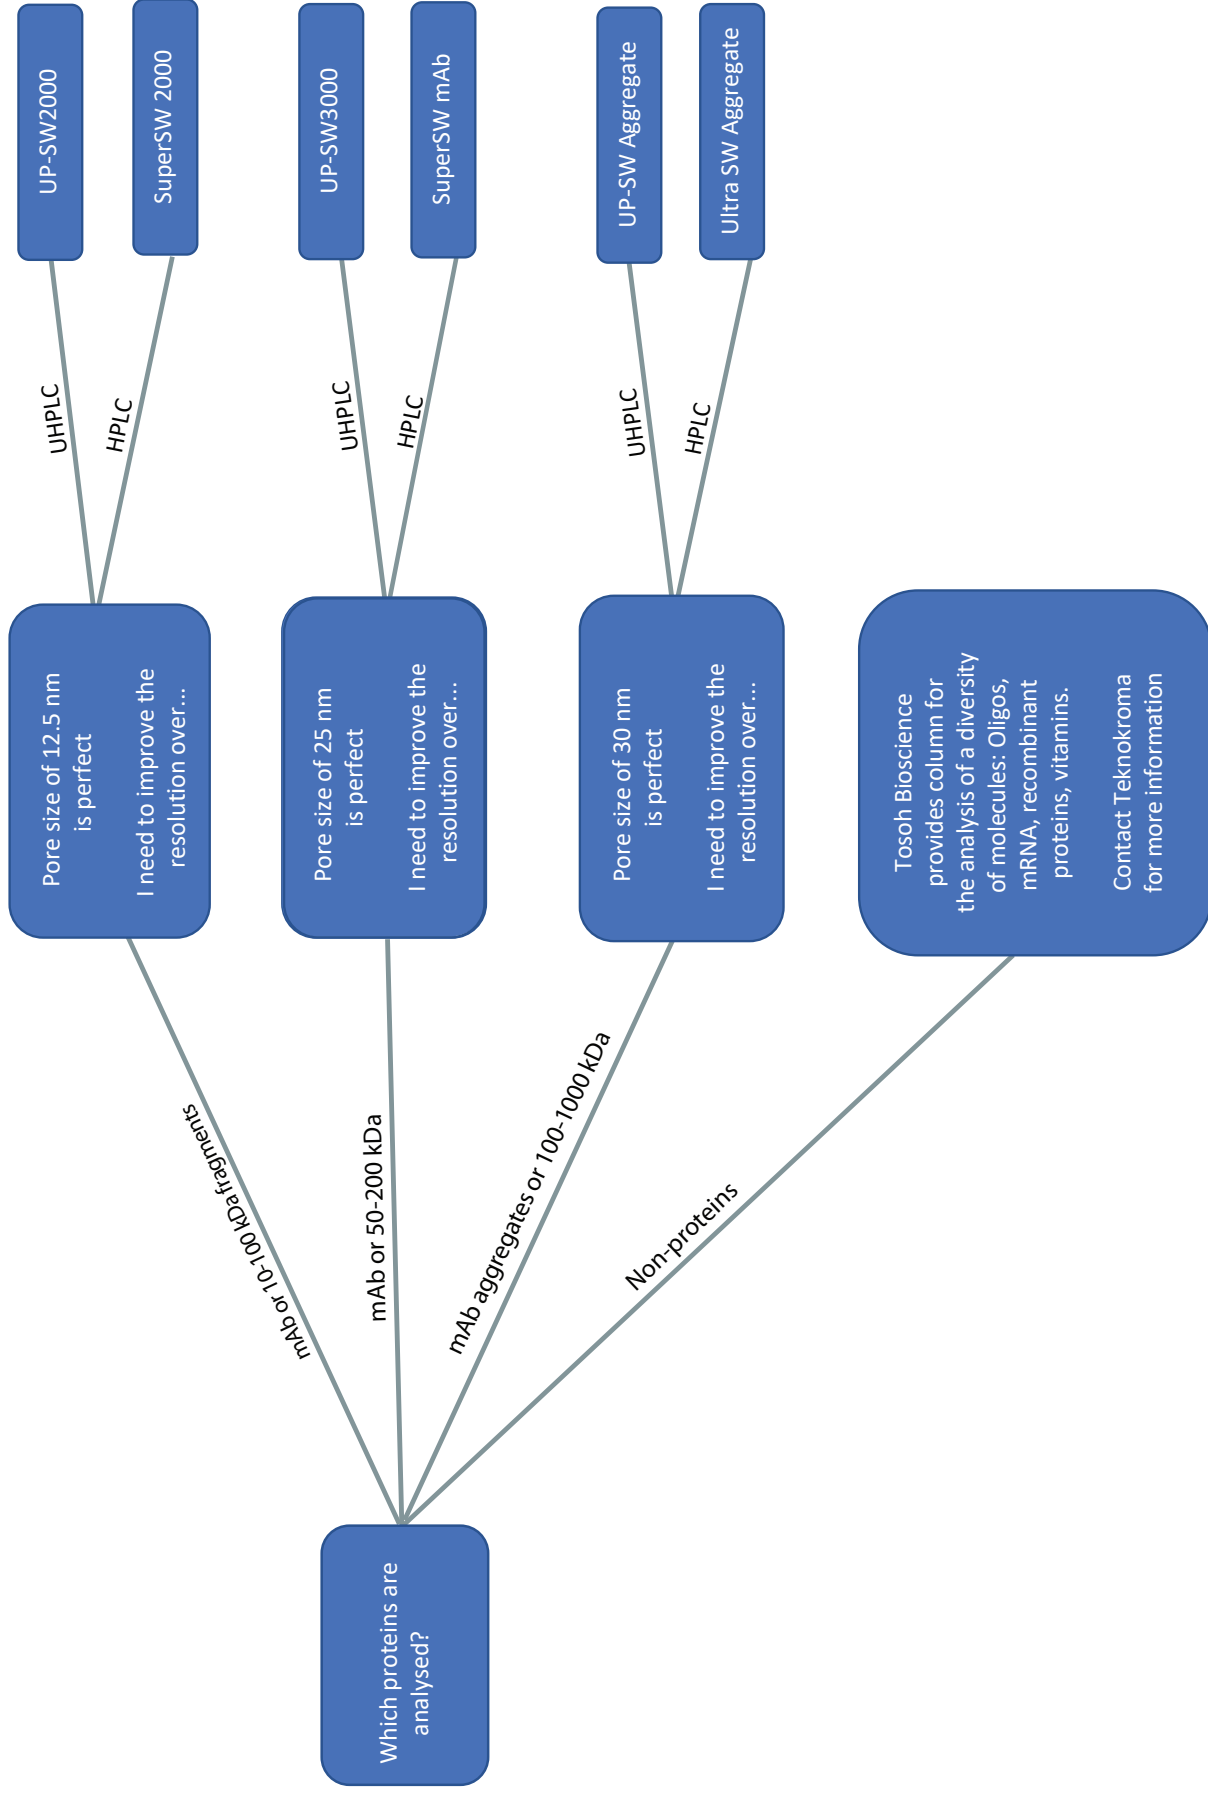 Which proteins are
analysed?
mAb or 10-100 kDa fragments
mAb or 50-200 kDa
mAb aggregates or 100-1000 kDa
Non-proteins
Pore size of 12.5 nm
is perfect
I need to improve the
resolution over...
UHPLC
HPLC
UP-SW2000
SuperSW 2000
Pore size of 25 nm
is perfect
I need to improve the
resolution over...
UHPLC
HPLC
UP-SW3000
SuperSW mAb
Pore size of 30 nm
is perfect
I need to improve the
resolution over...
UHPLC
HPLC
UP-SW Aggregate
Ultra SW Aggregate
Tosoh Bioscience
provides column for
the analysis of a diversity
of molecules: Oligos,
mRNA, recombinant
proteins, vitamins.
Contact Teknokroma
for more information